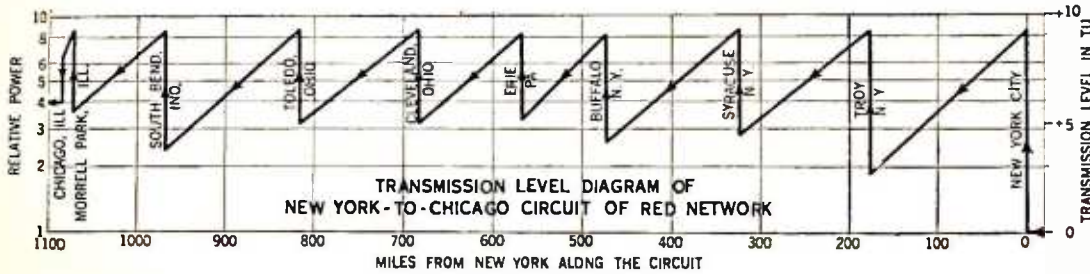 RELATIVE POWER
10
8
6
5
4
3
2
1
CHICAGO, ILL
MORRELL PARK, ILL.
SOUTH BEND, IND.
TOLEDO, OHIO
CLEVELAND, OHIO.
ERIE PA
BUFFALO N.Y.
SYRACUSE N.Y
TROY N.Y
NEW YORK CITY
+10
+5
0
TRANSMISSION LEVEL IN TU
TRANSMISSION LEVEL DIAGRAM OF
NEW YORK-TO-CHICAGO CIRCUIT OF RED NETWORK
1100 1000 900 800 700 600 500 400 300 200 100 0
MILES FROM NEW YORK ALONG THE CIRCUIT